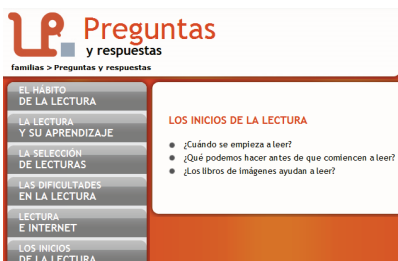 Preguntas
y respuestas
familias > Preguntas y respuestas
EL HÁBITO
DE LA LECTURA
LA LECTURA
Y SU APRENDIZAJE
LA SELECCIÓN
DE LECTURAS
LAS DIFICULTADES
EN LA LECTURA
LECTURA
E INTERNET
LOS INICIOS
DE LA LECTURA
LOS INICIOS DE LA LECTURA
¿Cuándo se empieza a leer?
¿Qué podemos hacer antes de que comiencen a leer?
¿Los libros de imágenes ayudan a leer?